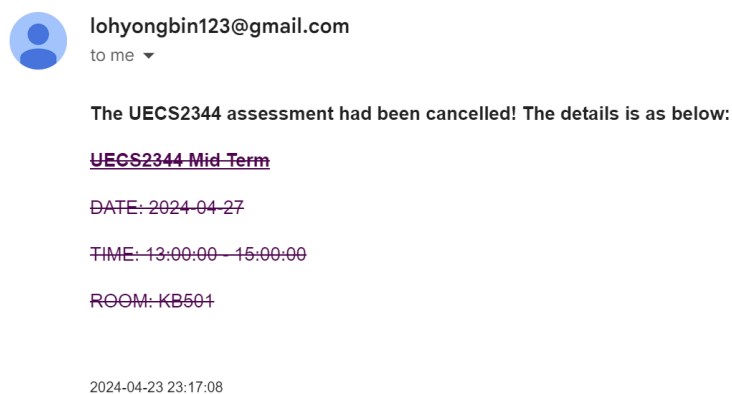 lohyongbin123@gmail.com
to me
The UECS2344 assessment had been cancelled! The details is as below:
UECS2344 Mid Term
DATE: 2024-04-27
TIME: 13:00:00 - 15:00:00
ROOM: KB501
2024-04-23 23:17:08